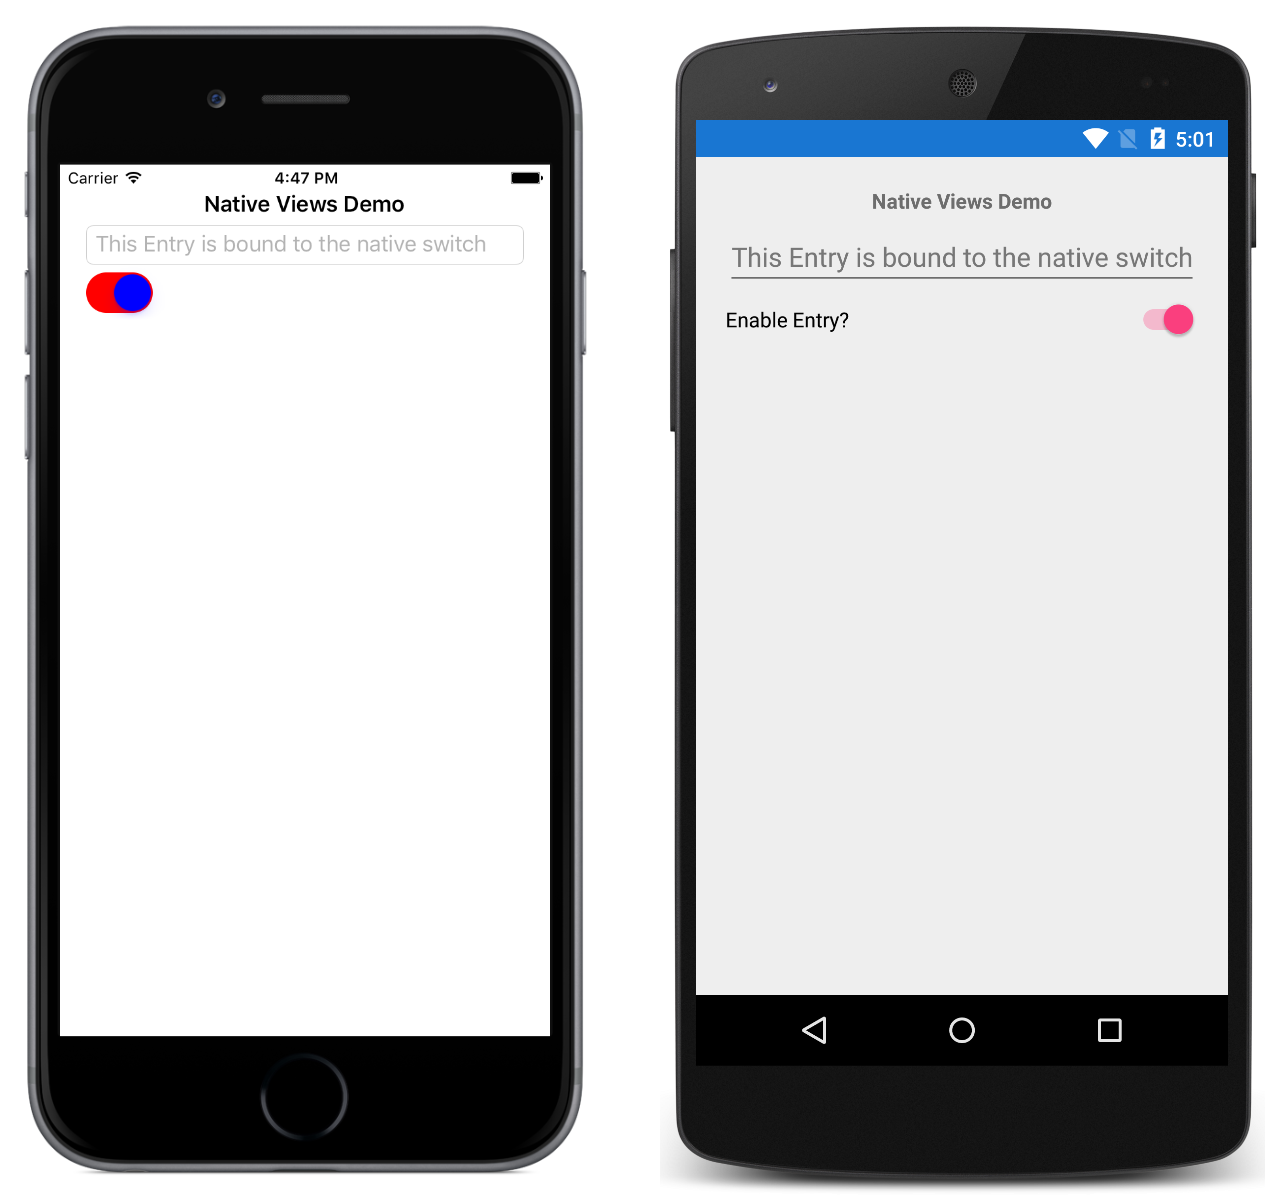 Carrier 4:47 PM
Native Views Demo
This Entry is bound to the native switch
5:01
Native Views Demo
This Entry is bound to the native switch
Enable Entry?